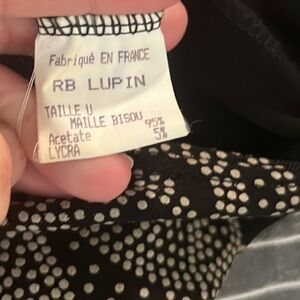 Fabriqué EN FRANCE
RB LUPIN
TAILLE U
MAILLE BISOU
Acetate 95%
LYCRA 5%